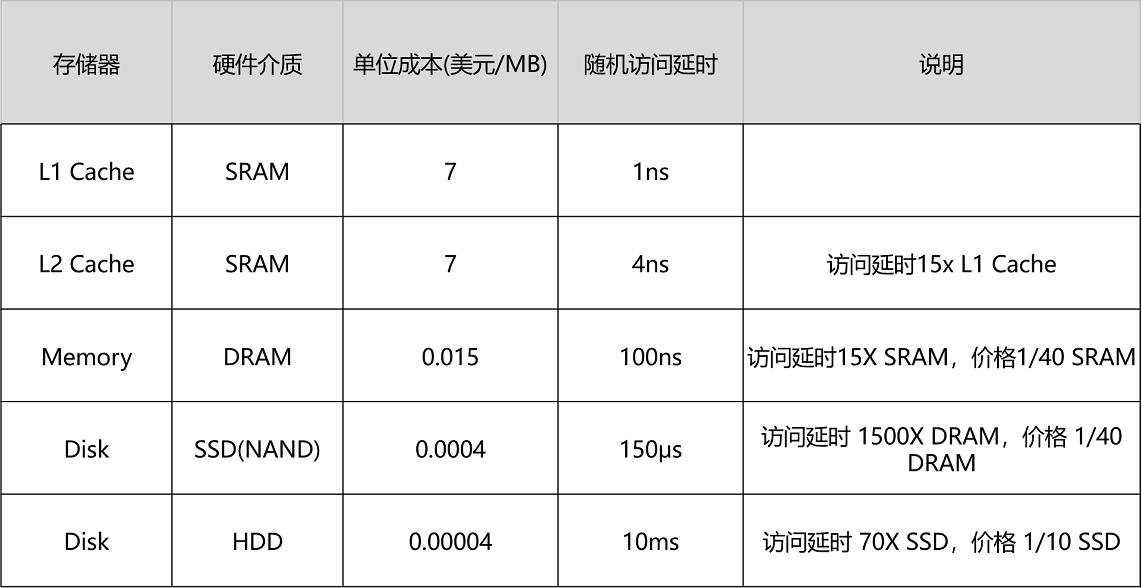 存储器 硬件介质 单位成本(美元/MB) 随机访问延时 说明
L1 Cache SRAM 7 1ns
L2 Cache SRAM 7 4ns 访问延时15x L1 Cache
Memory DRAM 0.015 100ns 访问延时15X SRAM，价格1/40 SRAM
Disk SSD(NAND) 0.0004 150μs 访问延时 1500X DRAM，价格 1/40
DRAM
Disk HDD 0.00004 10ms 访问延时 70X SSD，价格 1/10 SSD